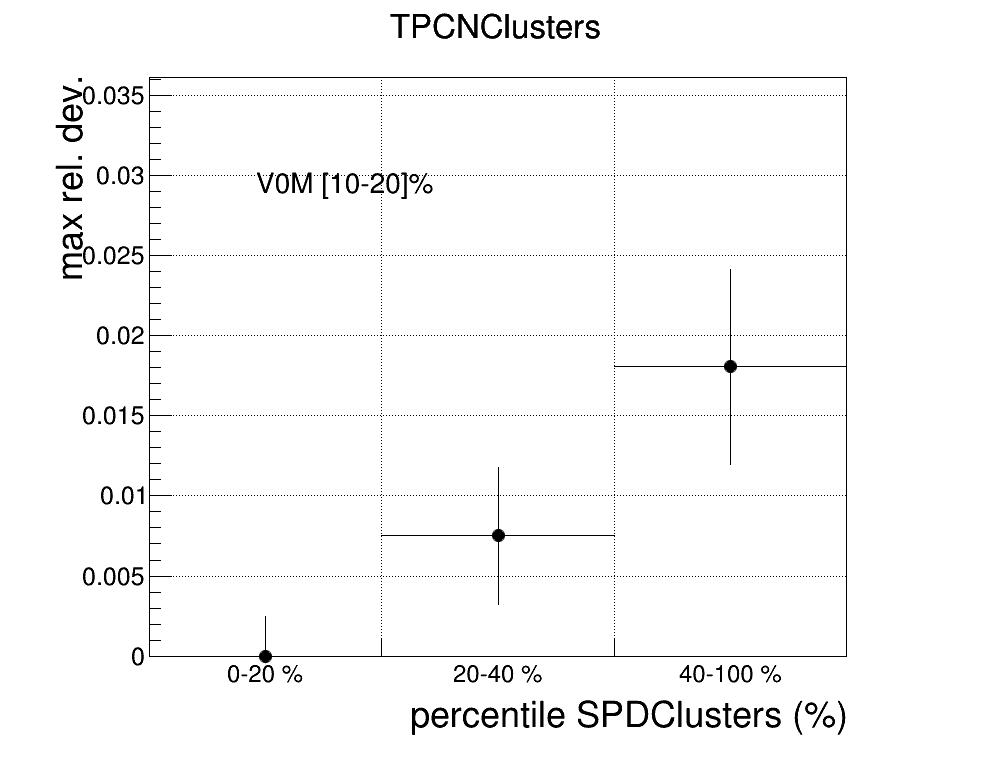 TPCNClusters
max rel. dev.
0.035
0.03
0.025
0.02
0.015
0.01
0.005
0
V0M [10-20]%
0-20 %
20-40 %
40-100 %
percentile SPDClusters (%)